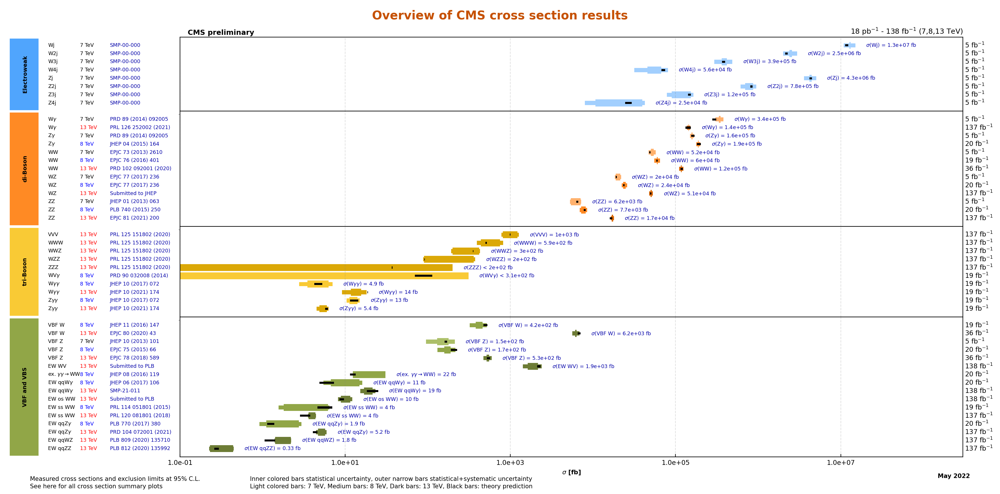 Overview of CMS cross section results
CMS preliminary 18 pb⁻¹ - 138 fb⁻¹ (7,8,13 TeV)
Electroweak
Wj 7 TeV SMP-00-000 σ(Wj) = 1.3e+07 fb 5 fb⁻¹
W2j 7 TeV SMP-00-000 σ(W2j) = 2.5e+06 fb 5 fb⁻¹
W3j 7 TeV SMP-00-000 σ(W3j) = 3.9e+05 fb 5 fb⁻¹
W4j 7 TeV SMP-00-000 σ(W4j) = 5.6e+04 fb 5 fb⁻¹
Zj 7 TeV SMP-00-000 σ(Zj) = 4.3e+06 fb 5 fb⁻¹
Z2j 7 TeV SMP-00-000 σ(Z2j) = 7.8e+05 fb 5 fb⁻¹
Z3j 7 TeV SMP-00-000 σ(Z3j) = 1.2e+05 fb 5 fb⁻¹
Z4j 7 TeV SMP-00-000 σ(Z4j) = 2.5e+04 fb 5 fb⁻¹
di-Boson
Wγ 7 TeV PRD 89 (2014) 092005 σ(Wγ) = 3.4e+05 fb 5 fb⁻¹
Wγ 13 TeV PRL 126 252002 (2021) σ(Wγ) = 1.4e+05 fb 137 fb⁻¹
Zγ 7 TeV PRD 89 (2014) 092005 σ(Zγ) = 1.6e+05 fb 5 fb⁻¹
Zγ 8 TeV JHEP 04 (2015) 164 σ(Zγ) = 1.9e+05 fb 20 fb⁻¹
WW 7 TeV EPJC 73 (2013) 2610 σ(WW) = 5.2e+04 fb 5 fb⁻¹
WW 8 TeV EPJC 76 (2016) 401 σ(WW) = 6e+04 fb 19 fb⁻¹
WW 13 TeV PRD 102 092001 (2020) σ(WW) = 1.2e+05 fb 36 fb⁻¹
WZ 7 TeV EPJC 77 (2017) 236 σ(WZ) = 2e+04 fb 5 fb⁻¹
WZ 8 TeV EPJC 77 (2017) 236 σ(WZ) = 2.4e+04 fb 20 fb⁻¹
WZ 13 TeV Submitted to JHEP σ(WZ) = 5.1e+04 fb 137 fb⁻¹
ZZ 7 TeV JHEP 01 (2013) 063 σ(ZZ) = 6.2e+03 fb 5 fb⁻¹
ZZ 8 TeV PLB 740 (2015) 250 σ(ZZ) = 7.7e+03 fb 20 fb⁻¹
ZZ 13 TeV EPJC 81 (2021) 200 σ(ZZ) = 1.7e+04 fb 137 fb⁻¹
tri-Boson
VVV 13 TeV PRL 125 151802 (2020) σ(VVV) = 1e+03 fb 137 fb⁻¹
WWW 13 TeV PRL 125 151802 (2020) σ(WWW) = 5.9e+02 fb 137 fb⁻¹
WWZ 13 TeV PRL 125 151802 (2020) σ(WWZ) = 3e+02 fb 137 fb⁻¹
WZZ 13 TeV PRL 125 151802 (2020) σ(WZZ) = 2e+02 fb 137 fb⁻¹
ZZZ 13 TeV PRL 125 151802 (2020) σ(ZZZ) < 2e+02 fb 137 fb⁻¹
WVγ 8 TeV PRD 90 032008 (2014) σ(WVγ) < 3.1e+02 fb 19 fb⁻¹
Wγγ 8 TeV JHEP 10 (2017) 072 σ(Wγγ) = 4.9 fb 19 fb⁻¹
Wγγ 13 TeV JHEP 10 (2021) 174 σ(Wγγ) = 14 fb 19 fb⁻¹
Zγγ 8 TeV JHEP 10 (2017) 072 σ(Zγγ) = 13 fb 19 fb⁻¹
Zγγ 13 TeV JHEP 10 (2021) 174 σ(Zγγ) = 5.4 fb 19 fb⁻¹
VBF and VBS
VBF W 8 TeV JHEP 11 (2016) 147 σ(VBF W) = 4.2e+02 fb 19 fb⁻¹
VBF W 13 TeV EPJC 80 (2020) 43 σ(VBF W) = 6.2e+03 fb 36 fb⁻¹
VBF Z 7 TeV JHEP 10 (2013) 101 σ(VBF Z) = 1.5e+02 fb 5 fb⁻¹
VBF Z 8 TeV EPJC 75 (2015) 66 σ(VBF Z) = 1.7e+02 fb 20 fb⁻¹
VBF Z 13 TeV EPJC 78 (2018) 589 σ(VBF Z) = 5.3e+02 fb 36 fb⁻¹
EW WV 13 TeV Submitted to PLB σ(EW WV) = 1.9e+03 fb 138 fb⁻¹
ex. γγ→WW 8 TeV JHEP 08 (2016) 119 σ(ex. γγ→WW) = 22 fb 20 fb⁻¹
EW qqWγ 8 TeV JHEP 06 (2017) 106 σ(EW qqWγ) = 11 fb 20 fb⁻¹
EW qqWγ 13 TeV SMP-21-011 σ(EW qqWγ) = 19 fb 138 fb⁻¹
EW os WW 13 TeV Submitted to PLB σ(EW os WW) = 10 fb 138 fb⁻¹
EW ss WW 8 TeV PRL 114 051801 (2015) σ(EW ss WW) = 4 fb 19 fb⁻¹
EW ss WW 13 TeV PRL 120 081801 (2018) σ(EW ss WW) = 4 fb 137 fb⁻¹
EW qqZγ 8 TeV PLB 770 (2017) 380 σ(EW qqZγ) = 1.9 fb 20 fb⁻¹
EW qqZγ 13 TeV PRD 104 072001 (2021) σ(EW qqZγ) = 5.2 fb 137 fb⁻¹
EW qqWZ 13 TeV PLB 809 (2020) 135710 σ(EW qqWZ) = 1.8 fb 137 fb⁻¹
EW qqZZ 13 TeV PLB 812 (2020) 135992 σ(EW qqZZ) = 0.33 fb 137 fb⁻¹
1.0e-01 1.0e+01 1.0e+03 1.0e+05 1.0e+07
σ [fb]
May 2022
Measured cross sections and exclusion limits at 95% C.L.
See here for all cross section summary plots
Inner colored bars statistical uncertainty, outer narrow bars statistical+systematic uncertainty
Light colored bars: 7 TeV, Medium bars: 8 TeV, Dark bars: 13 TeV, Black bars: theory prediction